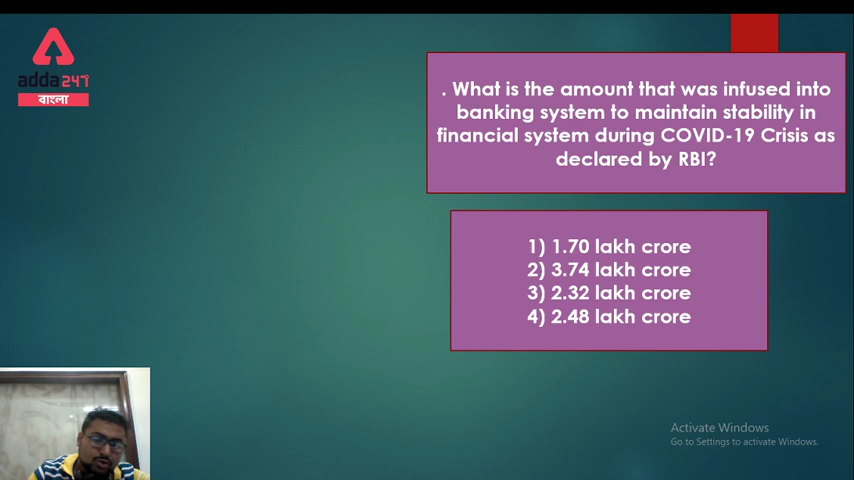 adda247
বাংলা
. What is the amount that was infused into
banking system to maintain stability in
financial system during COVID-19 Crisis as
declared by RBI?
1) 1.70 lakh crore
2) 3.74 lakh crore
3) 2.32 lakh crore
4) 2.48 lakh crore
Activate Windows
Go to Settings to activate Windows.